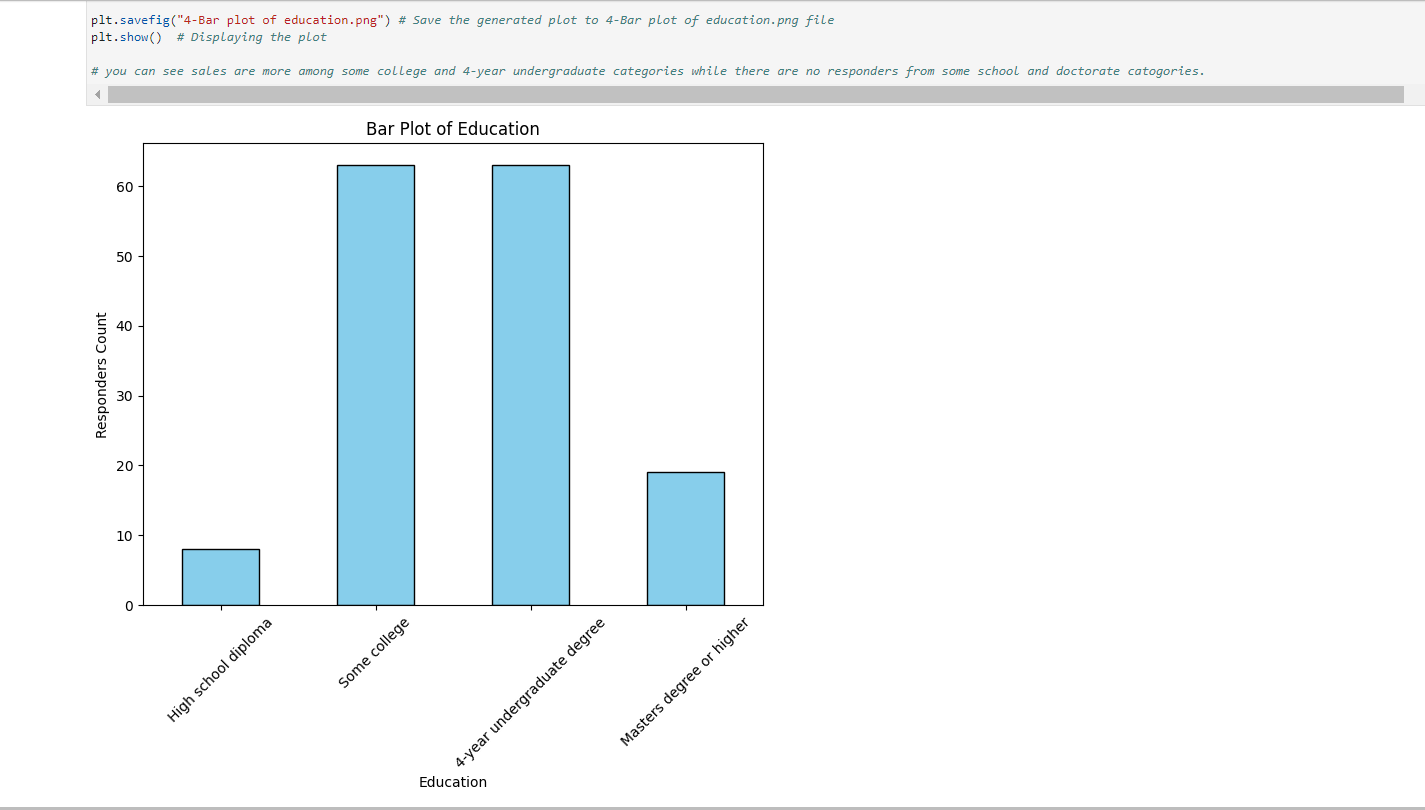 plt.savefig("4-Bar plot of education.png") # Save the generated plot to 4-Bar plot of education.png file
plt.show()  # Displaying the plot
# you can see sales are more among some college and 4-year undergraduate categories while there are no responders from some school and doctorate catogories.
Bar Plot of Education
Responders Count
60
50
40
30
20
10
0
High school diploma
Some college
4-year undergraduate degree
Masters degree or higher
Education